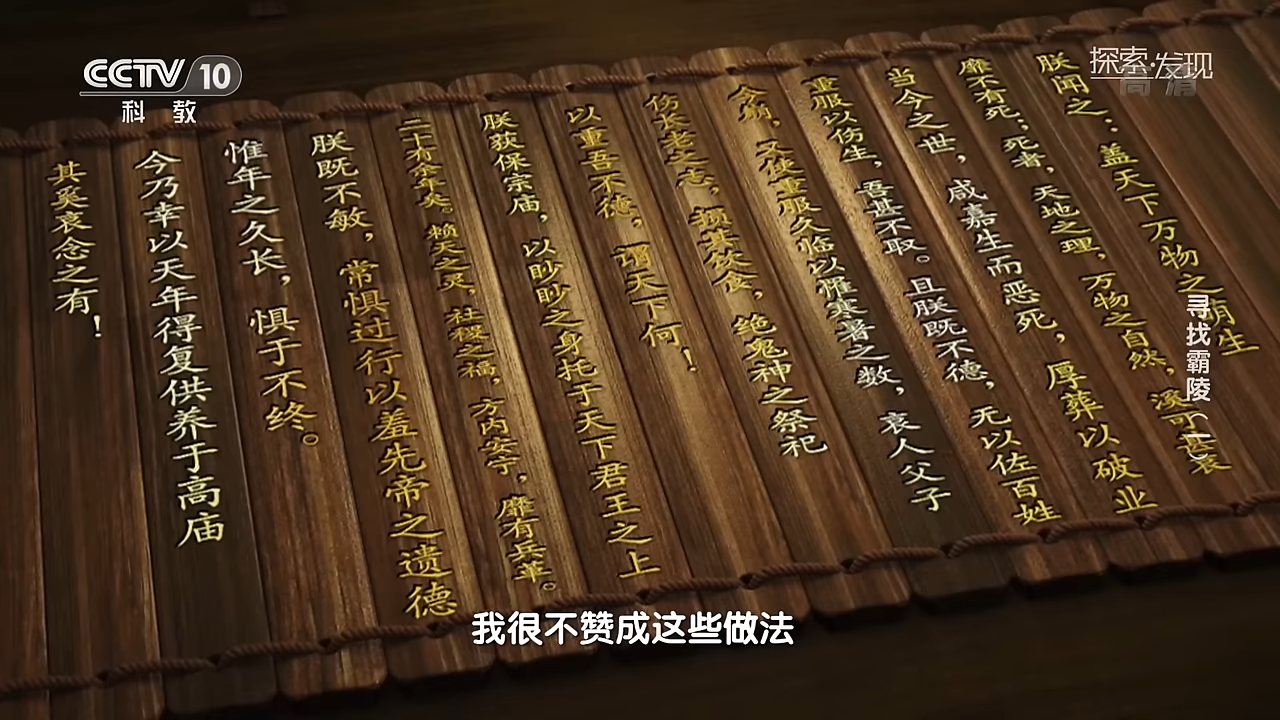 CCTV 10
科教
探索·发现
高清
朕闻之：盖天下万物之萌生
靡不有死；死者，天地之理，万物之自然，溪可甚哀
当今之世，咸嘉生而恶死，厚葬以破业
重服以伤生，吾甚不取。且朕既不德，无以佐百姓
今崩，又使重服久临以罹寒暑之数，哀人父子
伤长老之志，损其饮食，绝鬼神之祭祀
以重吾不德，谓天下何！
朕获保宗庙，以眇眇之身托于天下君王之上
二十有余年矣。赖天之灵，社稷之福，方内安宁，靡有兵革。
朕既不敏，常惧过行以羞先帝之遗德
惟年之久长，惧于不终。
今乃幸以天年得复供养于高庙
其奚哀念之有！
寻找霸陵（一）
我很不赞成这些做法